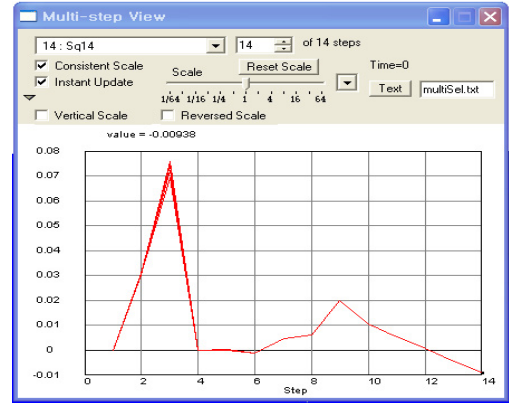 Multi-step View
14 : Sq14 14 of 14 steps
Consistent Scale Scale Reset Scale Time=0
Instant Update Text multiSel.txt
1/64 1/16 1/4 1 4 16 64
Vertical Scale Reversed Scale
value = -0.00938
0.08
0.07
0.06
0.05
0.04
0.03
0.02
0.01
0
-0.01
0 2 4 6 8 10 12 14
Step